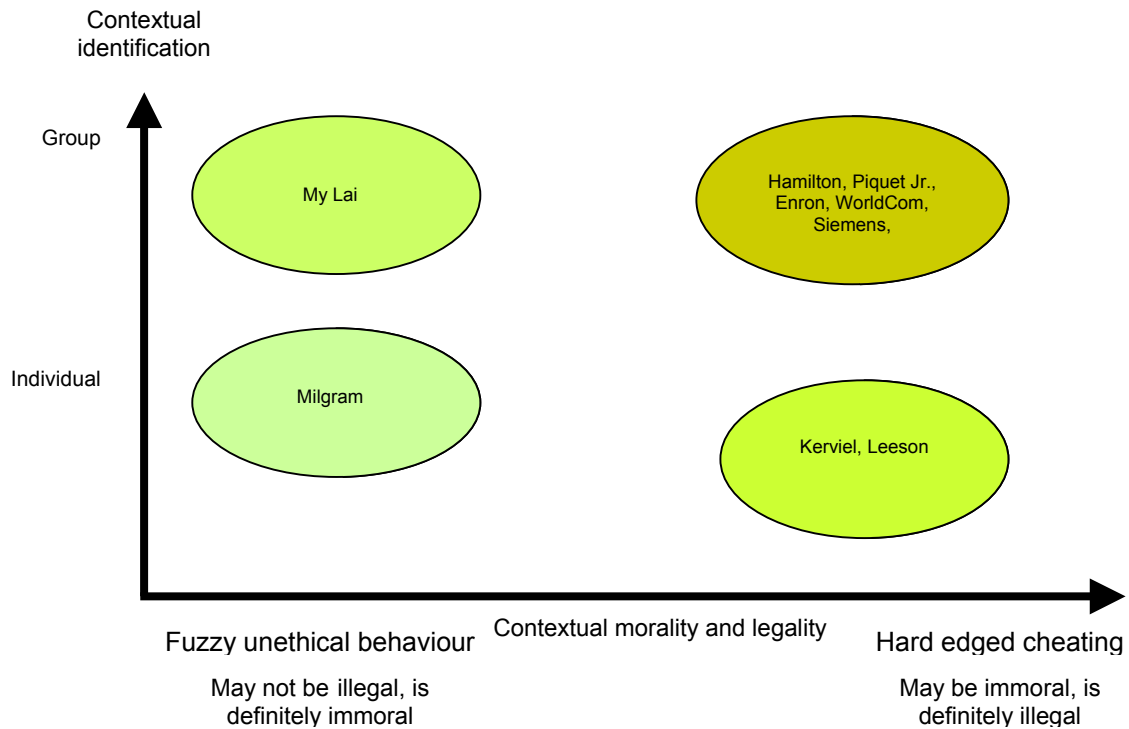 Contextual
identification
Group
My Lai
Hamilton, Piquet Jr.,
Enron, WorldCom,
Siemens,
Individual
Milgram
Kerviel, Leeson
Fuzzy unethical behaviour
Contextual morality and legality
Hard edged cheating
May not be illegal, is
definitely immoral
May be immoral, is
definitely illegal